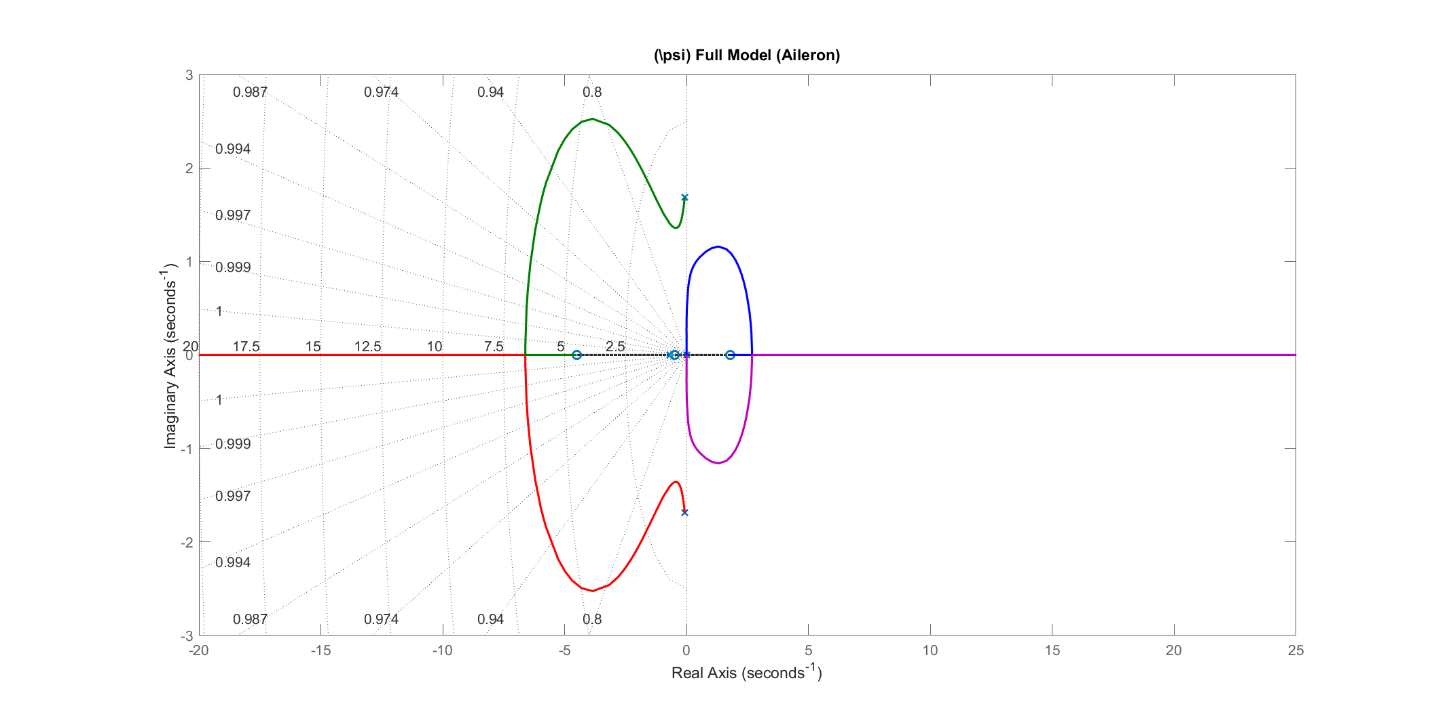 (\psi) Full Model (Aileron)
3
0.987 0.974 0.94 0.8
0.994
2
0.997
1
0.999
1
20 17.5 15 12.5 10 7.5 5 2.5
0
1
-1
0.999
0.997
-2
0.994
0.987 0.974 0.94 0.8
-3
-20 -15 -10 -5 0 5 10 15 20 25
Real Axis (seconds-1)
Imaginary Axis (seconds-1)